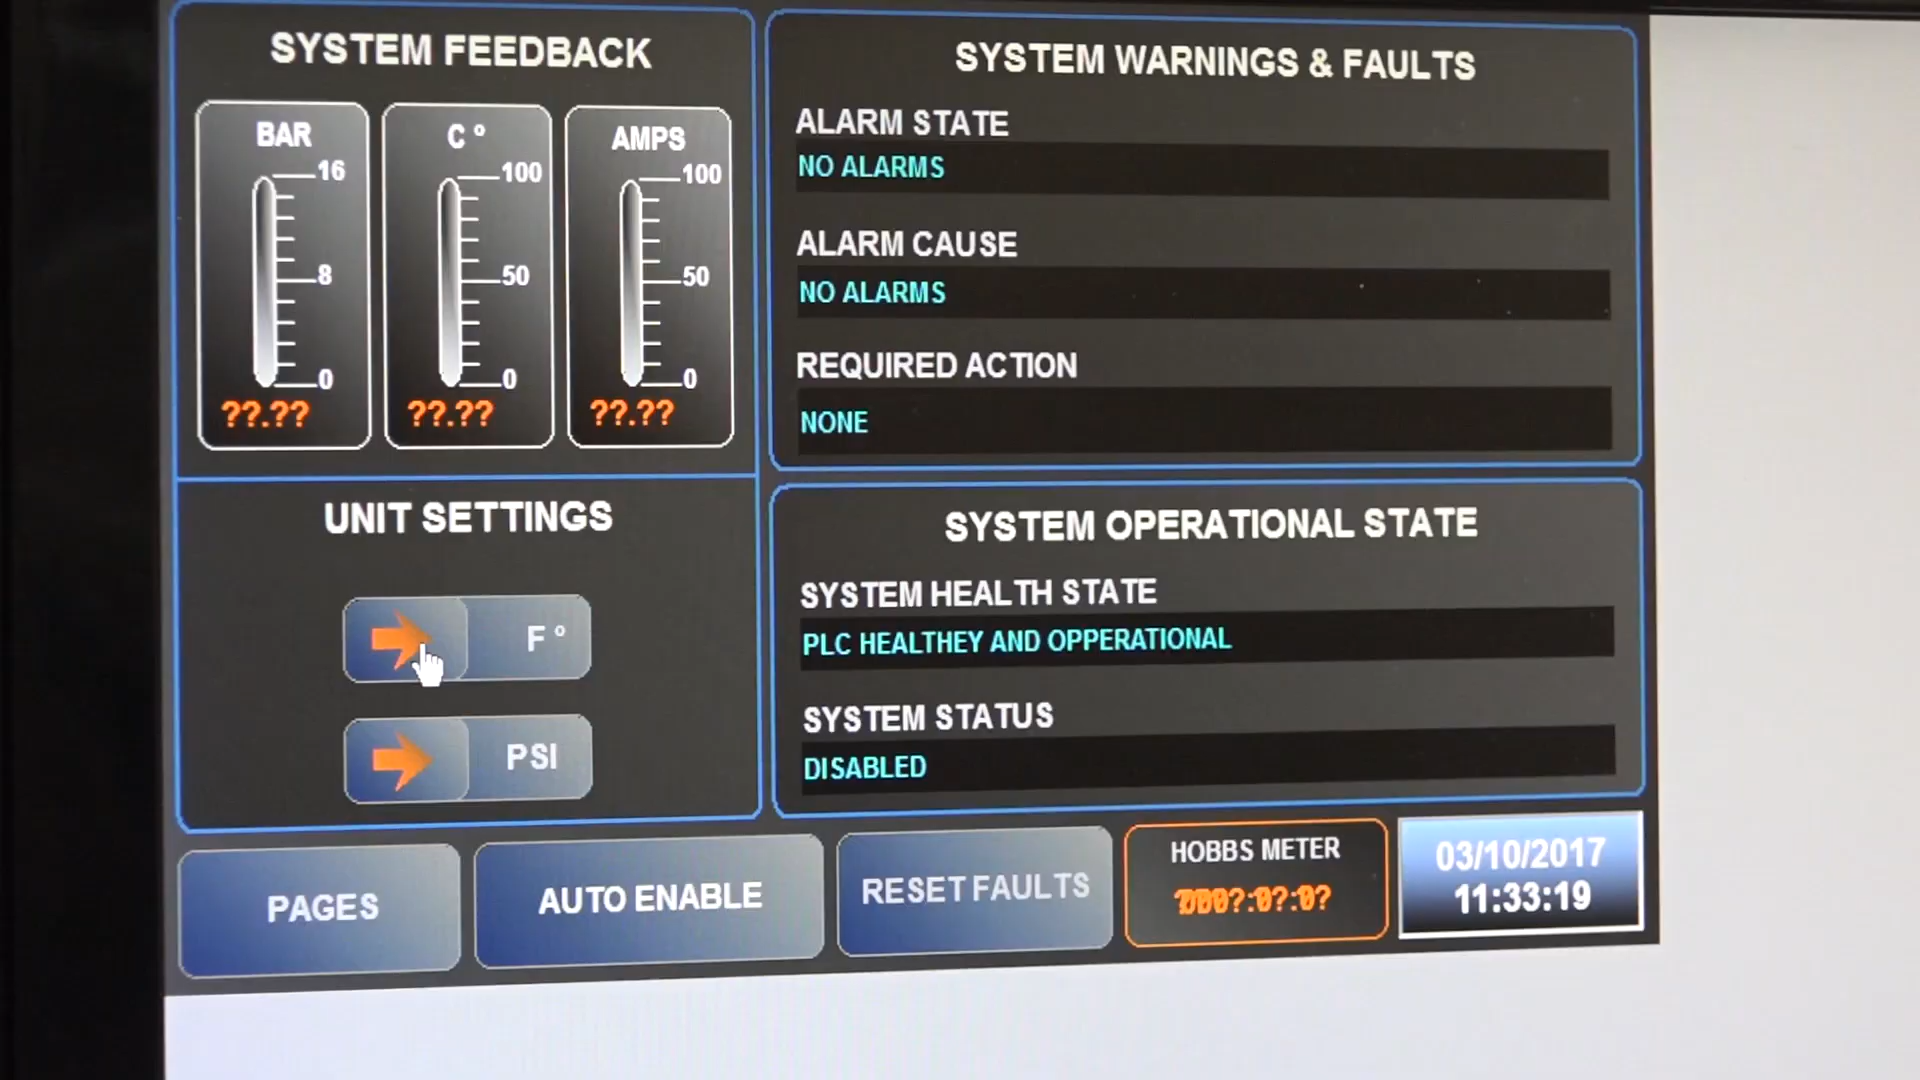 SYSTEM FEEDBACK
BAR
16
8
0
??.??
C °
100
50
0
??.??
AMPS
100
50
0
??.??
UNIT SETTINGS
F °
PSI
SYSTEM WARNINGS & FAULTS
ALARM STATE
NO ALARMS
ALARM CAUSE
NO ALARMS
REQUIRED ACTION
NONE
SYSTEM OPERATIONAL STATE
SYSTEM HEALTH STATE
PLC HEALTHEY AND OPPERATIONAL
SYSTEM STATUS
DISABLED
PAGES
AUTO ENABLE
RESET FAULTS
HOBBS METER
03/10/2017
11:33:19